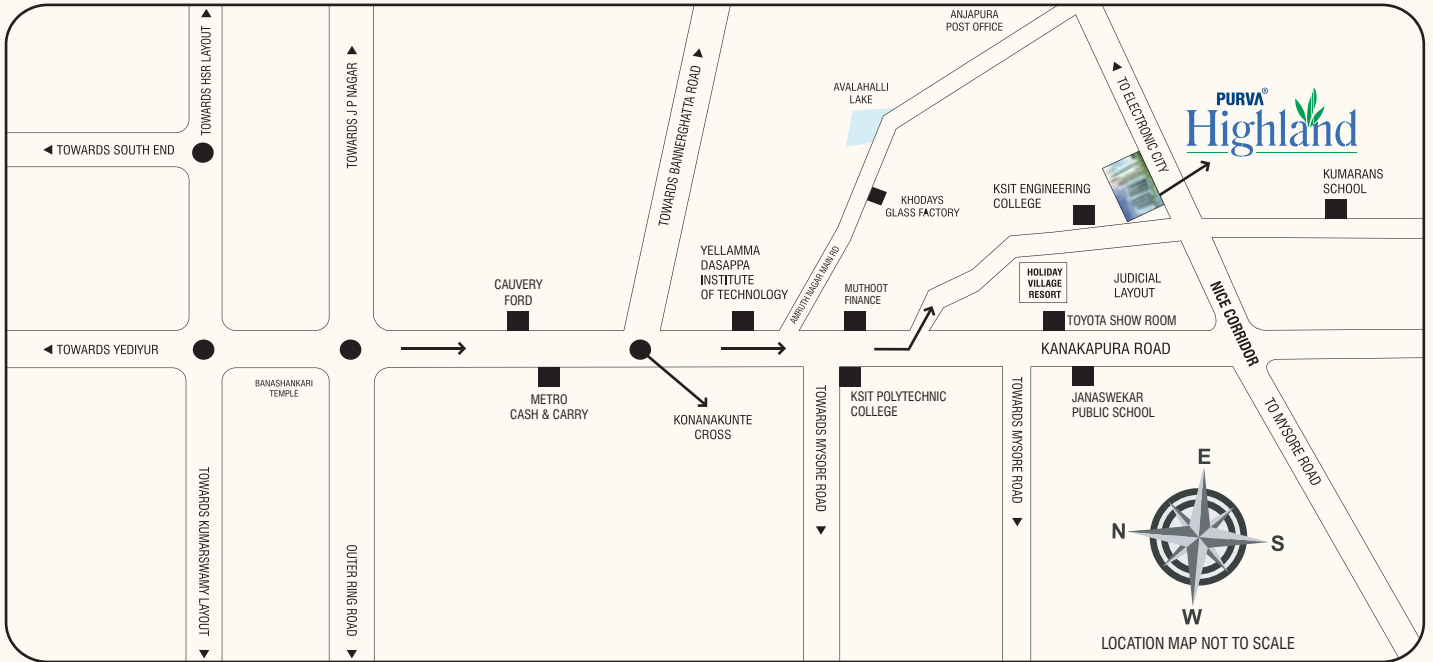 TOWARDS HSR LAYOUT
TOWARDS J P NAGAR
TOWARDS BANNERGHATTA ROAD
ANJAPURA
POST OFFICE
AVALAHALLI
LAKE
TO ELECTRONIC CITY
PURVA®
Highland
TOWARDS SOUTH END
KHODAYS
GLASS FACTORY
KSIT ENGINEERING
COLLEGE
KUMARANS
SCHOOL
YELLAMMA
DASAPPA
INSTITUTE
OF TECHNOLOGY
AMRUTH NAGAR MAIN RD
CAUVERY
FORD
MUTHOOT
FINANCE
HOLIDAY
VILLAGE
RESORT
JUDICIAL
LAYOUT
NICE CORRIDOR
TOYOTA SHOW ROOM
TOWARDS YEDIYUR
KANAKAPURA ROAD
BANASHANKARI
TEMPLE
METRO
CASH & CARRY
KONANAKUNTE
CROSS
TOWARDS MYSORE ROAD
KSIT POLYTECHNIC
COLLEGE
TOWARDS MYSORE ROAD
JANASWEKAR
PUBLIC SCHOOL
TO MYSORE ROAD
TOWARDS KUMARSWAMY LAYOUT
OUTER RING ROAD
E
N
S
W
LOCATION MAP NOT TO SCALE